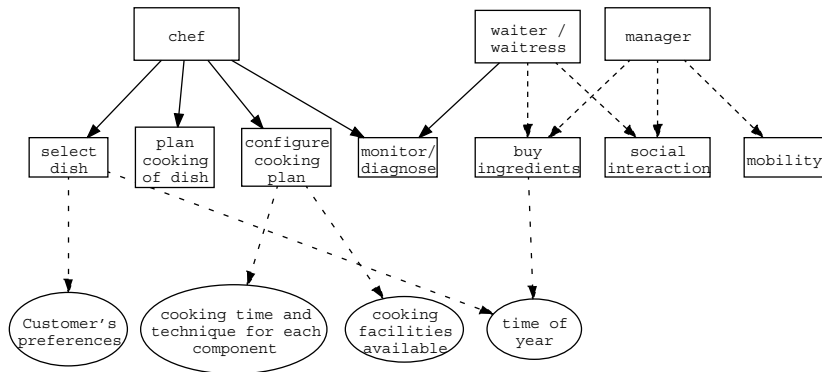 chef
waiter /
waitress
manager
select
dish
plan
cooking
of dish
configure
cooking
plan
monitor/
diagnose
buy
ingredients
social
interaction
mobility
Customer's
preferences
cooking time and
technique for each
component
cooking
facilities
available
time of
year